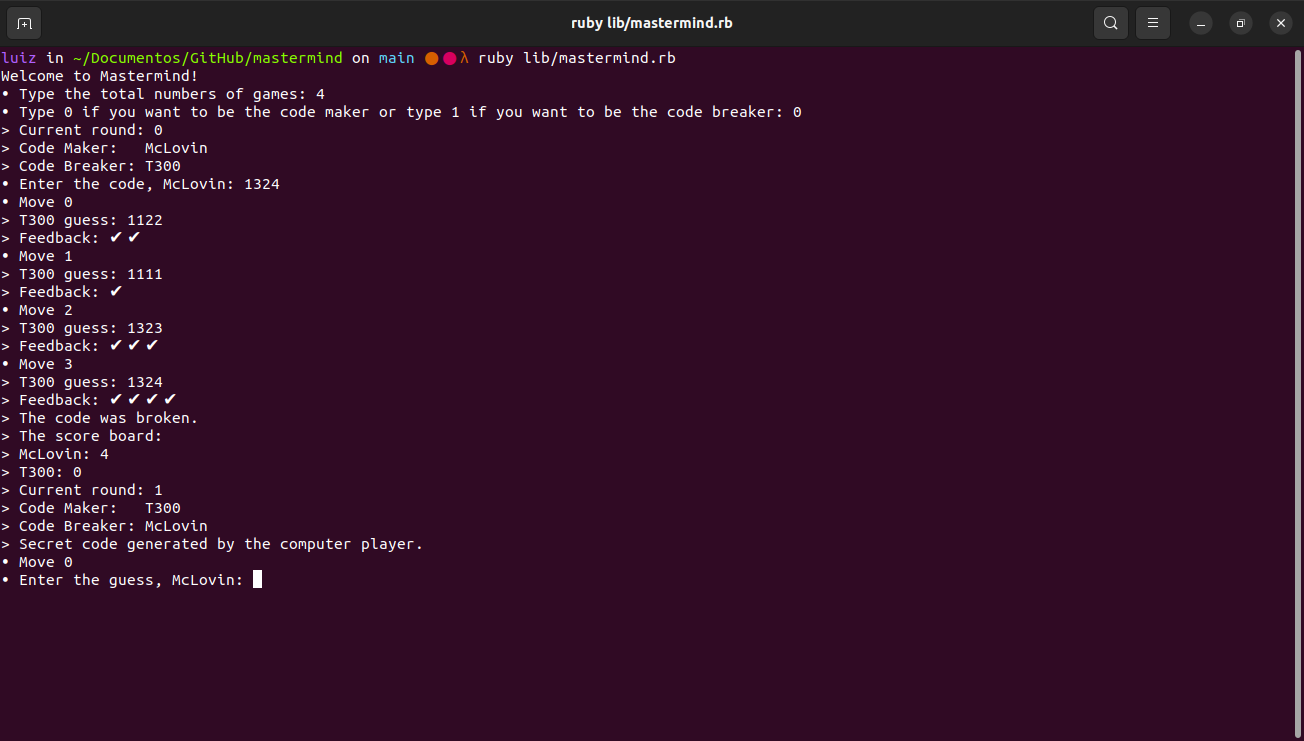 ruby lib/mastermind.rb
luiz in ~/Documentos/GitHub/mastermind on main λ ruby lib/mastermind.rb
Welcome to Mastermind!
• Type the total numbers of games: 4
• Type 0 if you want to be the code maker or type 1 if you want to be the code breaker: 0
> Current round: 0
> Code Maker:   McLovin
> Code Breaker: T300
• Enter the code, McLovin: 1324
• Move 0
> T300 guess: 1122
> Feedback: ✔ ✔
• Move 1
> T300 guess: 1111
> Feedback: ✔
• Move 2
> T300 guess: 1323
> Feedback: ✔ ✔ ✔
• Move 3
> T300 guess: 1324
> Feedback: ✔ ✔ ✔ ✔
> The code was broken.
> The score board:
> McLovin: 4
> T300: 0
> Current round: 1
> Code Maker:   T300
> Code Breaker: McLovin
> Secret code generated by the computer player.
• Move 0
• Enter the guess, McLovin: